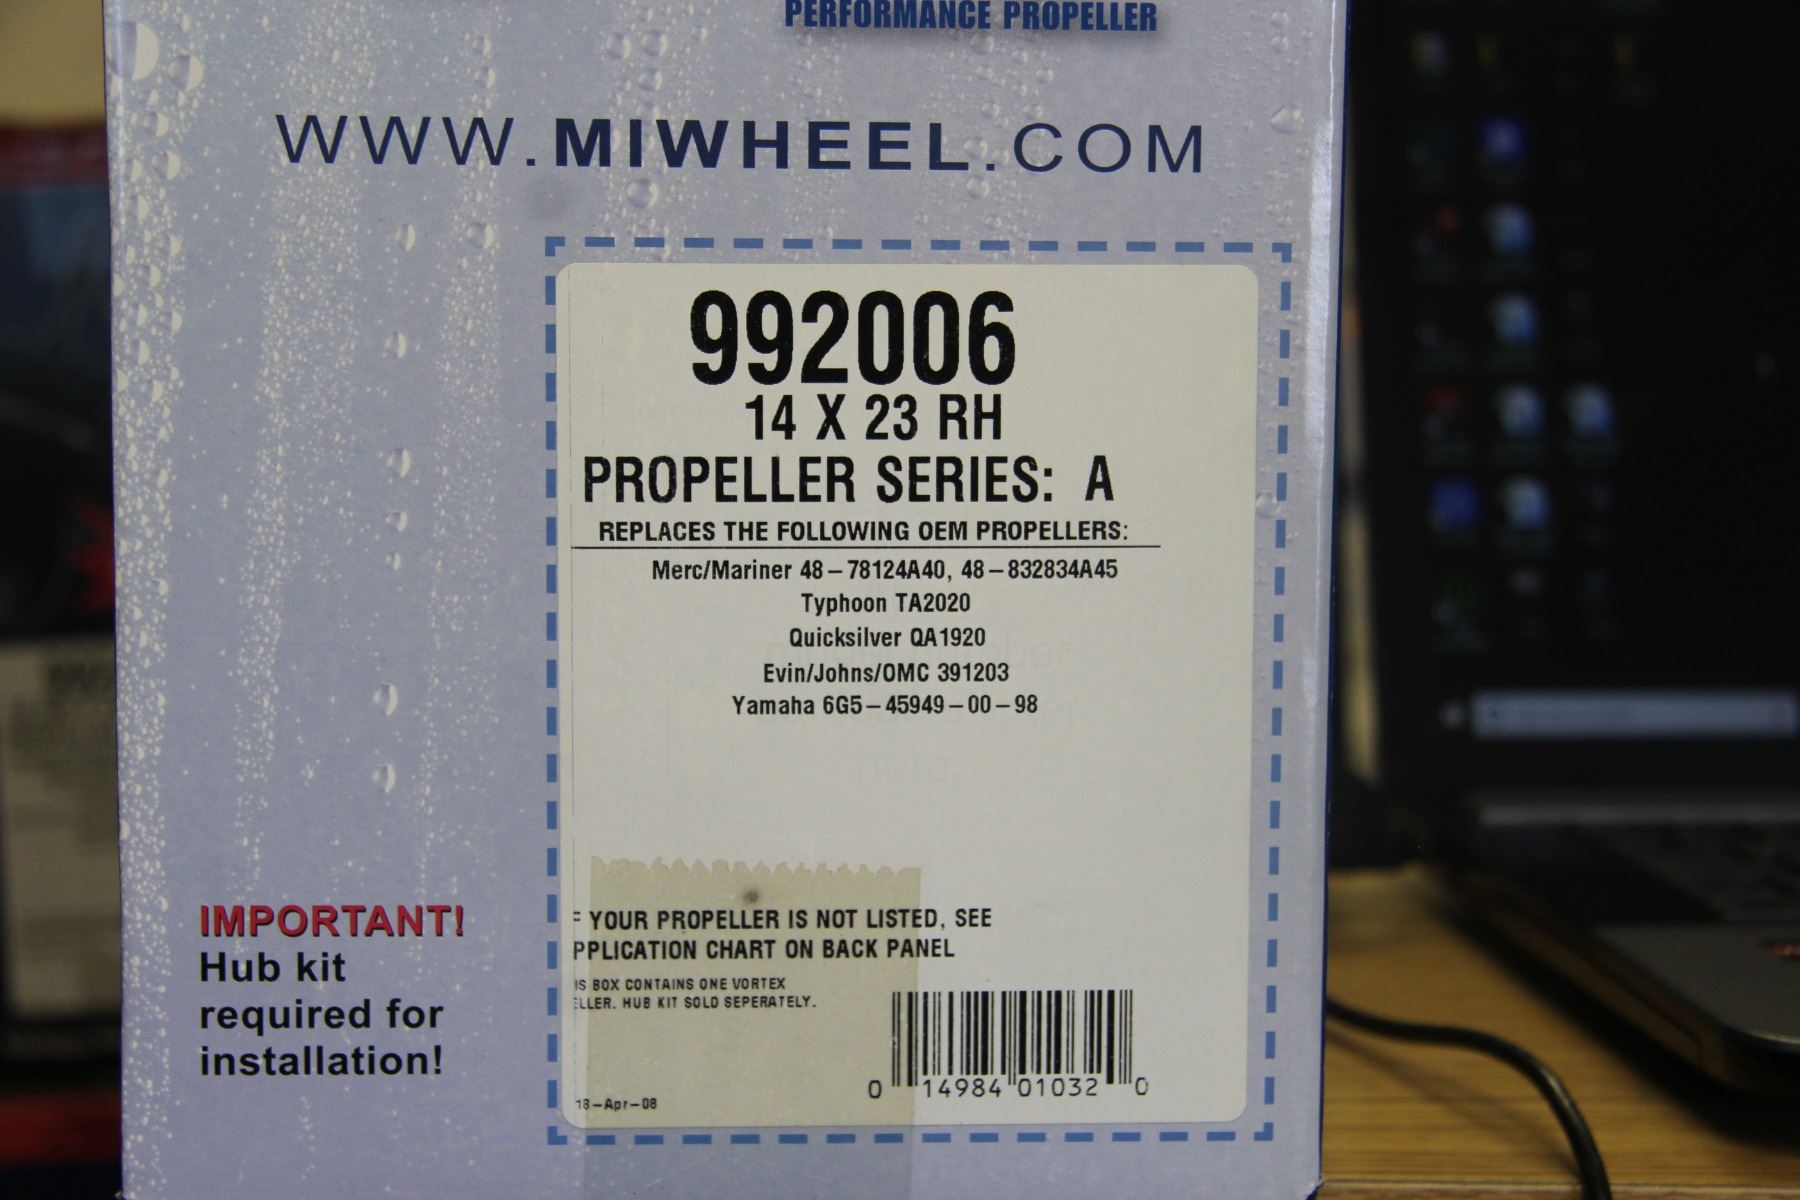 PERFORMANCE PROPELLER
WWW.MIWHEEL.COM
992006
14 X 23 RH
PROPELLER SERIES: A
REPLACES THE FOLLOWING OEM PROPELLERS:
Merc/Mariner 48-78124A40, 48-832834A45
Typhoon TA2020
Quicksilver QA1920
Evin/Johns/OMC 391203
Yamaha 6G5-45949-00-98
YOUR PROPELLER IS NOT LISTED, SEE
PPLICATION CHART ON BACK PANEL
IS BOX CONTAINS ONE VORTEX
ELLER. HUB KIT SOLD SEPERATELY.
0 14984 01032 0
18-Apr-08
IMPORTANT!
Hub kit
required for
installation!